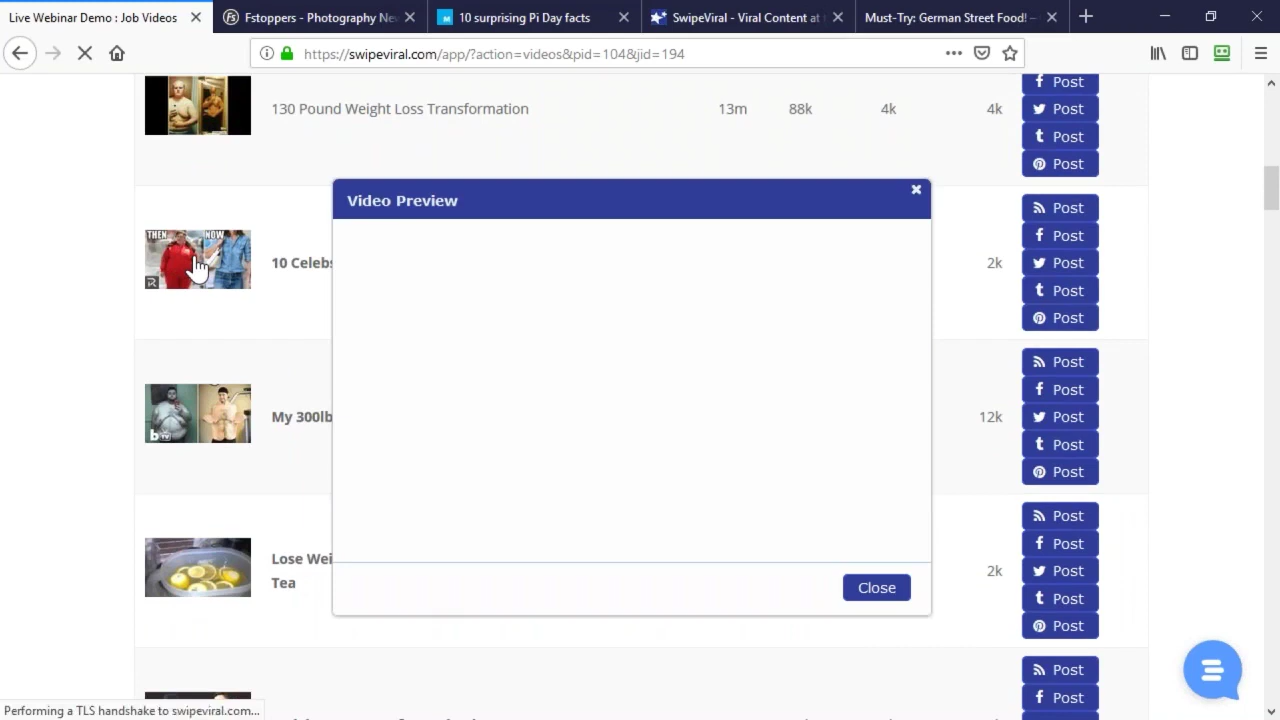 Live Webinar Demo : Job Videos
Fstoppers - Photography Ne
10 surprising Pi Day facts
SwipeViral - Viral Content at
Must-Try: German Street Food! –
https://swipeviral.com/app/?action=videos&pid=104&jid=194
Post
130 Pound Weight Loss Transformation 13m 88k 4k 4k Post
Post
Post
Video Preview
Post
Post
THEN NOW
10 Celebs 2k Post
Post
Post
Post
Post
My 300lb 12k Post
b TV
Post
Post
Post
Post
Lose Wei
Tea
2k Post
Close
Post
Post
Post
Post
Performing a TLS handshake to swipeviral.com...